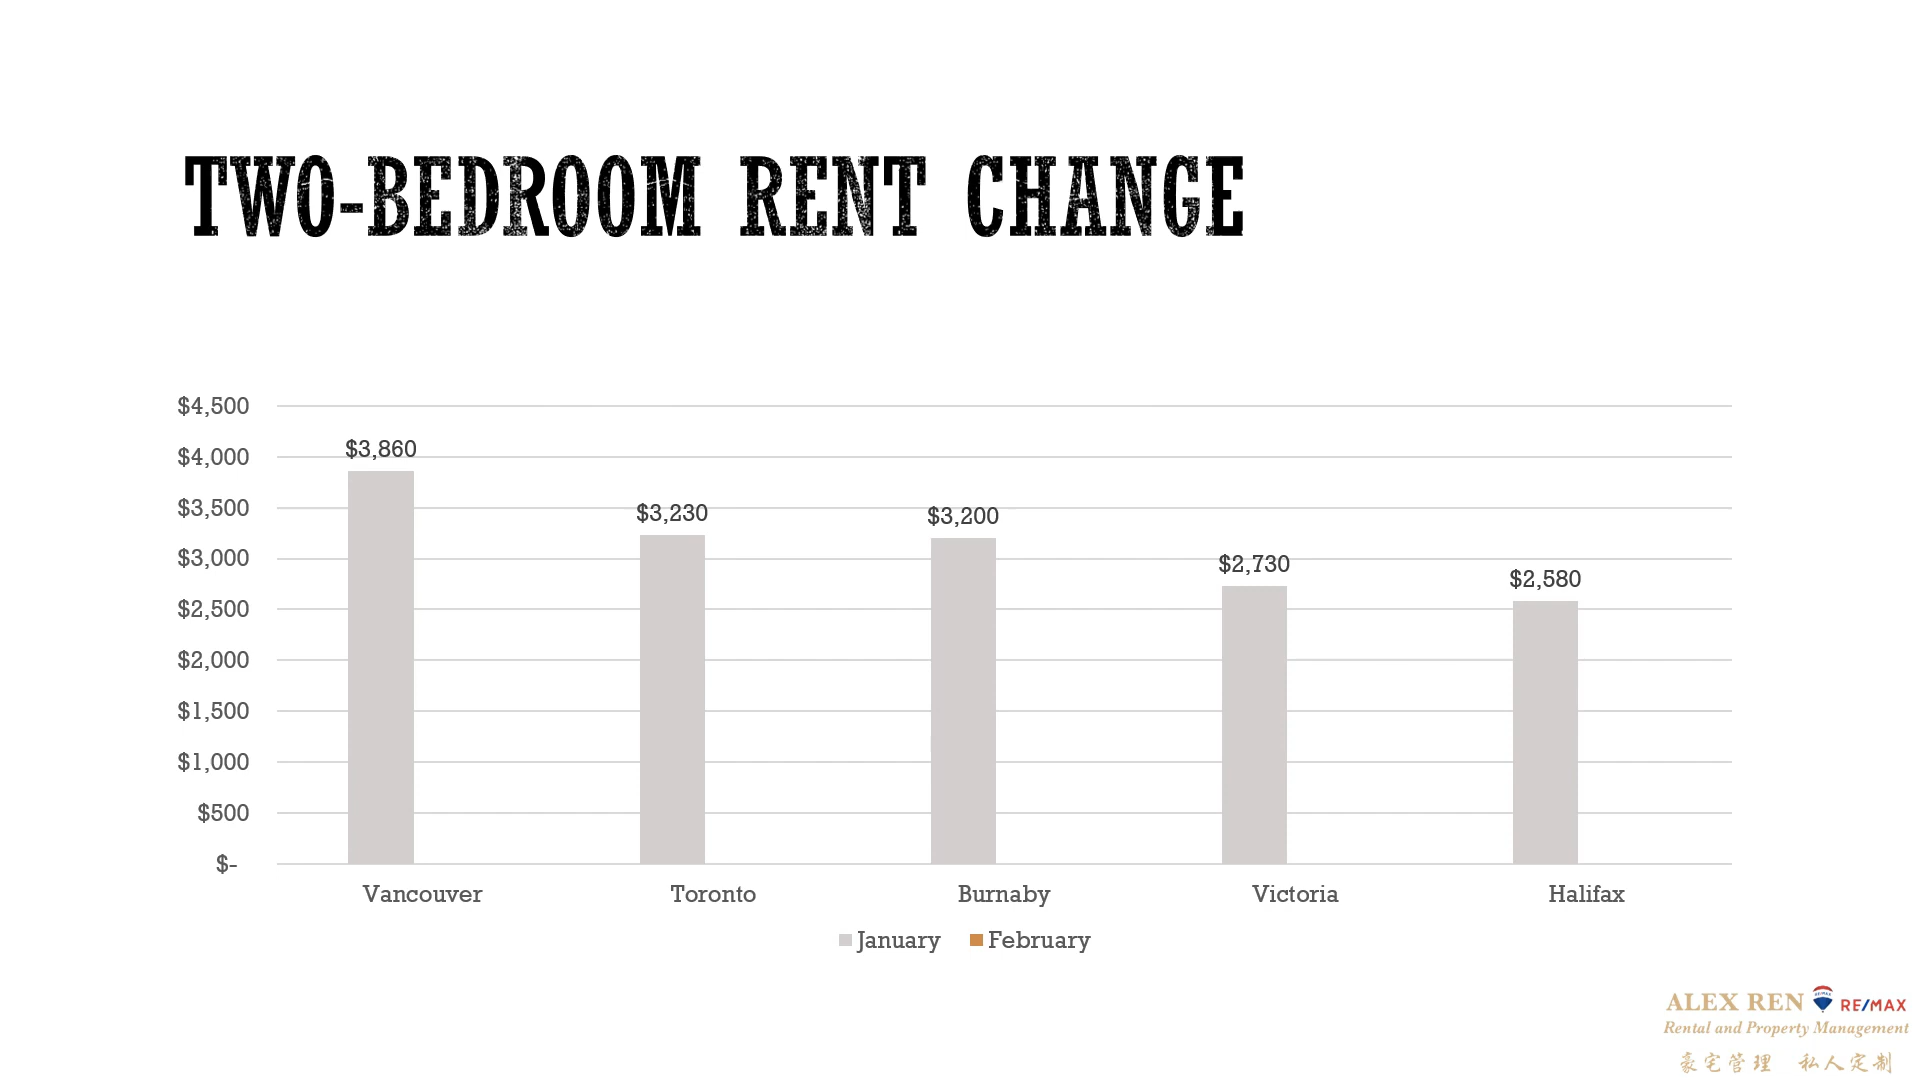 TWO-BEDROOM RENT CHANGE
$4,500
$4,000
$3,500
$3,000
$2,500
$2,000
$1,500
$1,000
$500
$-
$3,860
$3,230
$3,200
$2,730
$2,580
Vancouver Toronto Burnaby Victoria Halifax
January February
ALEX REN RE/MAX
Rental and Property Management
豪宅管理 私人定制